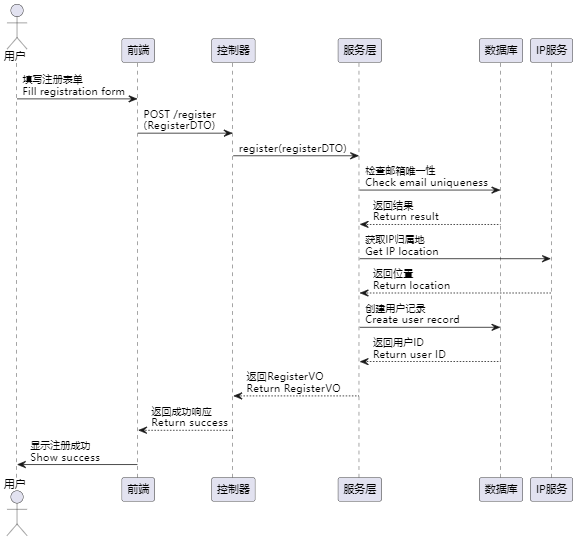 用户
前端
控制器
服务层
数据库
IP服务
填写注册表单
Fill registration form
POST /register
(RegisterDTO)
register(registerDTO)
检查邮箱唯一性
Check email uniqueness
返回结果
Return result
获取IP归属地
Get IP location
返回位置
Return location
创建用户记录
Create user record
返回用户ID
Return user ID
返回RegisterVO
Return RegisterVO
返回成功响应
Return success
显示注册成功
Show success
用户
前端
控制器
服务层
数据库
IP服务